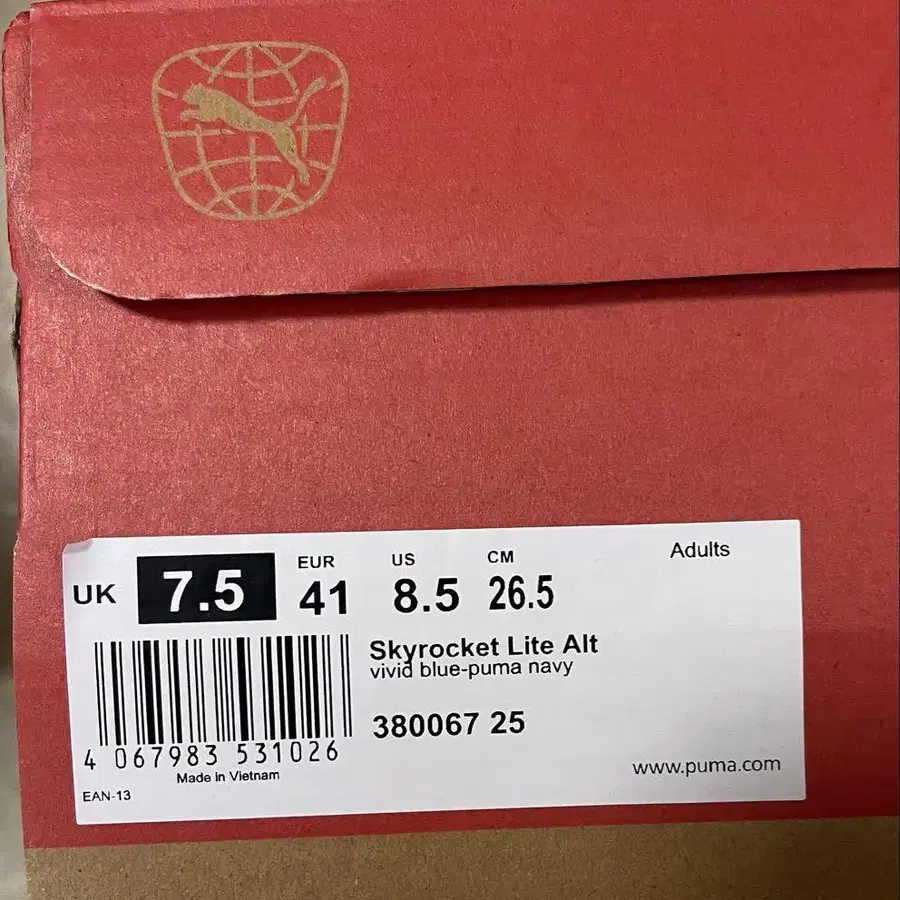 Adults
UK 7.5 EUR 41 US 8.5 CM 26.5
Skyrocket Lite Alt
vivid blue-puma navy
380067 25
4 067983 531026
Made in Vietnam
EAN-13
www.puma.com